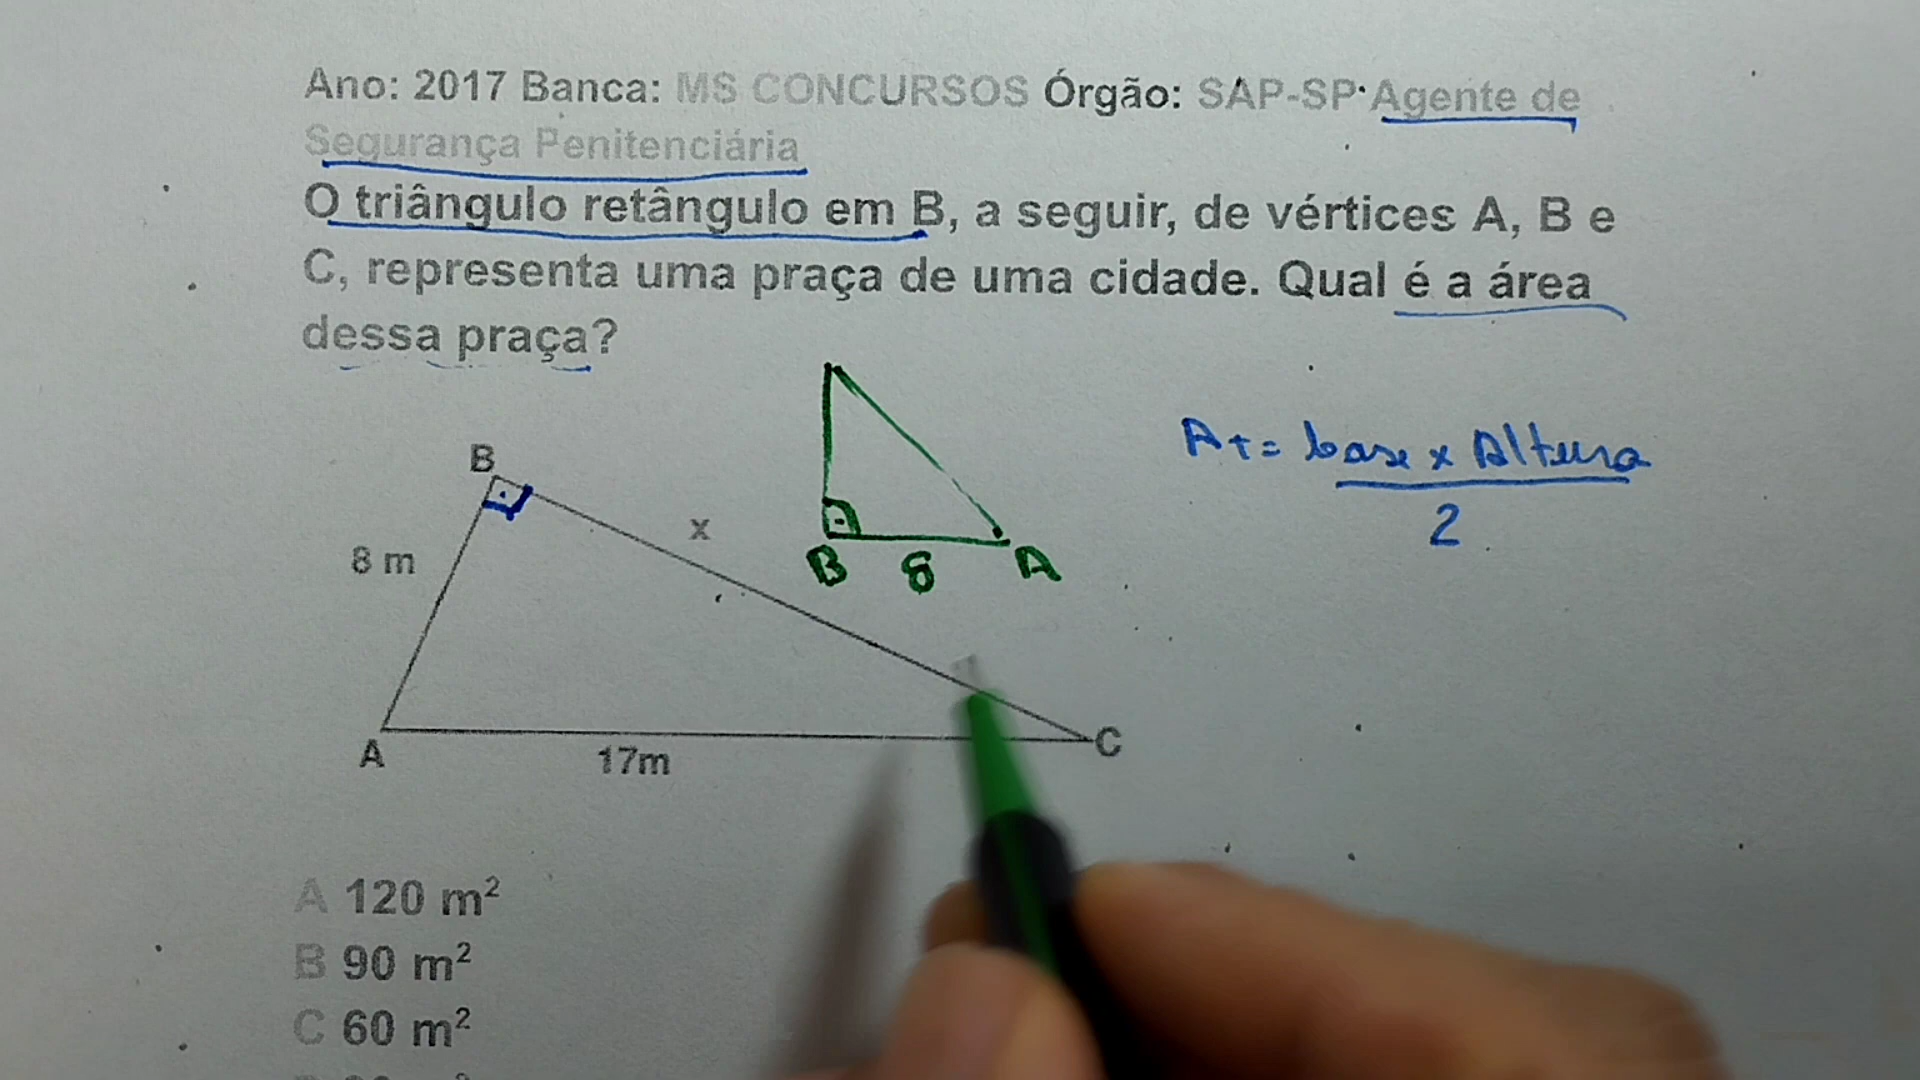 Ano: 2017 Banca: MS CONCURSOS Órgão: SAP-SP Agente de
Segurança Penitenciária
O triângulo retângulo em B, a seguir, de vértices A, B e
C, representa uma praça de uma cidade. Qual é a área
dessa praça?
AT = base x Altura
2
B
x
8 m
B 8 A
A
17m
C
A 120 m²
B 90 m²
C 60 m²